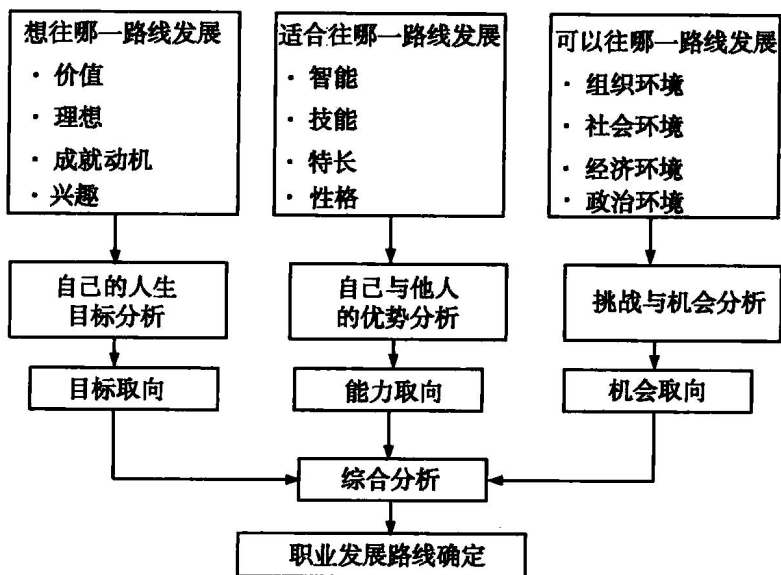 想往哪一路线发展
· 价值
· 理想
· 成就动机
· 兴趣
适合往哪一路线发展
· 智能
· 技能
· 特长
· 性格
可以往哪一路线发展
· 组织环境
· 社会环境
· 经济环境
· 政治环境
自己的人生
目标分析
自己与他人
的优势分析
挑战与机会分析
目标取向
能力取向
机会取向
综合分析
职业发展路线确定